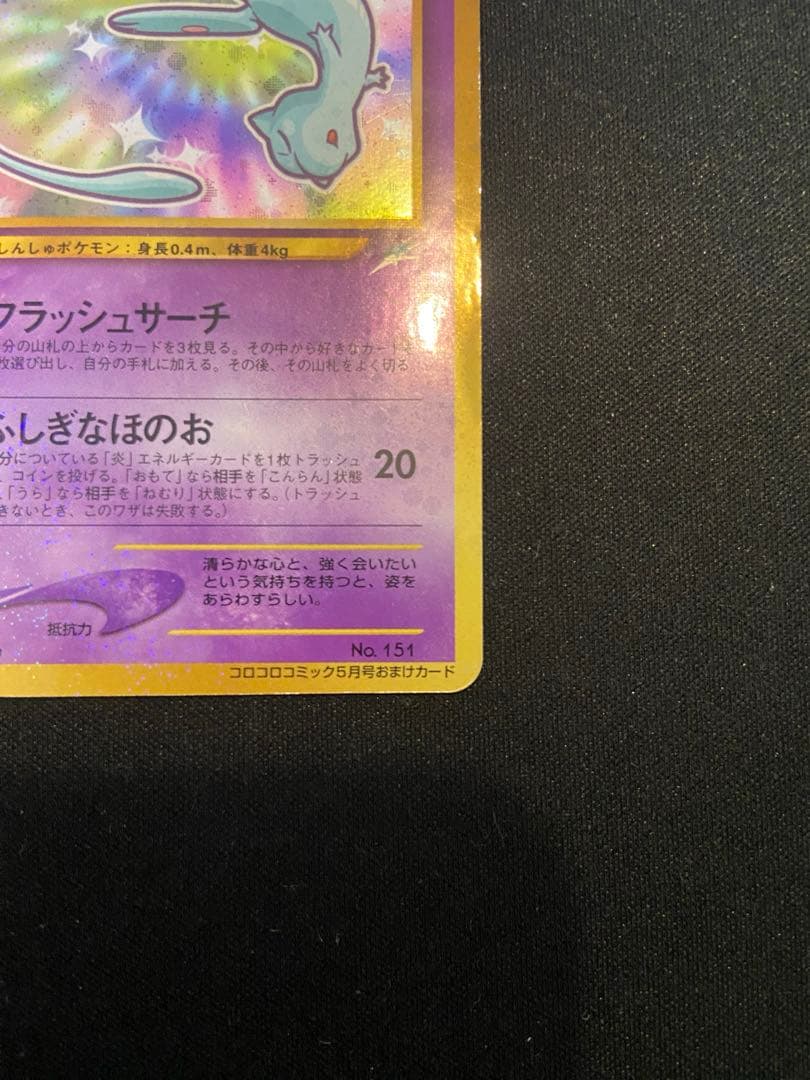 しんしゅポケモン：身長0.4m、体重4kg
フラッシュサーチ
分の山札の上からカードを3枚見る。その中から好きなカード
枚選び出し、自分の手札に加える。その後、その山札をよく切る
ふしぎなほのお
分についている「炎」エネルギーカードを1枚トラッシュ
、コインを投げる。「おもて」なら相手を「こんらん」状態
20
、「うら」なら相手を「ねむり」状態にする。（トラッシュ
きないとき、このワザは失敗する。）
清らかな心と、強く会いたい
という気持ちを持つと、姿を
あらわすらしい。
抵抗力
No. 151
コロコロコミック5月号おまけカード